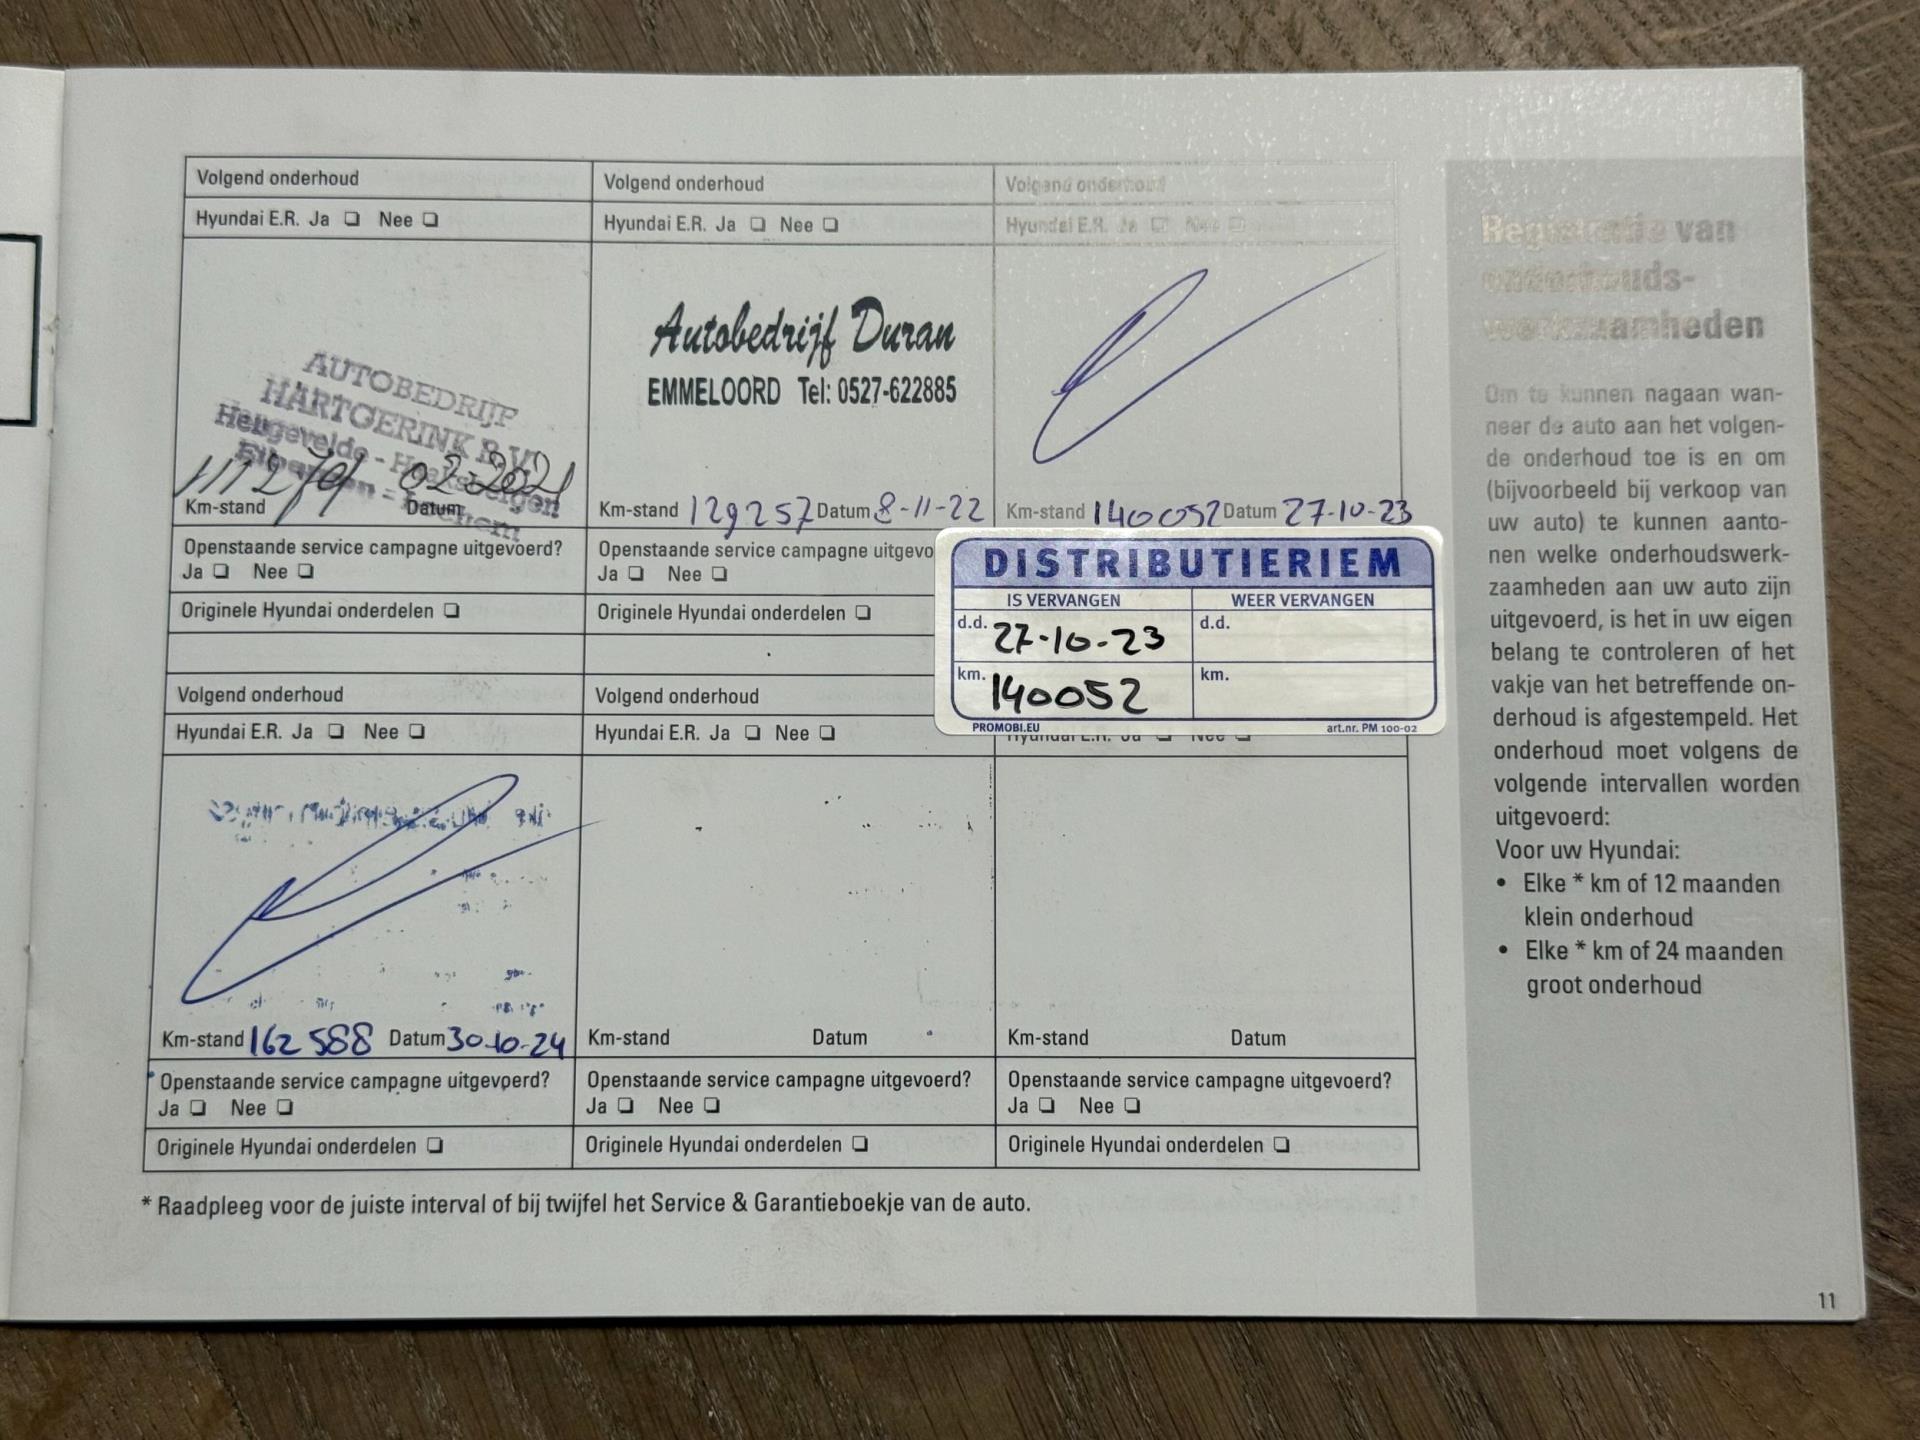 Volgend onderhoud
Hyundai E.R. Ja ❏ Nee ❏
AUTOBEDRIJF
HARTGERINK B.V.
Hengevelde - Haaksbergen
02-2021
Km-stand
Datum
Openstaande service campagne uitgevoerd?
Ja ❏ Nee ❏
Originele Hyundai onderdelen ❏
Volgend onderhoud
Hyundai E.R. Ja ❏ Nee ❏
Autobedrijf Duran
EMMELOORD Tel: 0527-622885
Km-stand 129257 Datum 8-11-22
Openstaande service campagne uitgevo
Ja ❏ Nee ❏
Originele Hyundai onderdelen ❏
Volgend onderhoud
Hyundai E.R. Ja ❏ Nee ❏
Km-stand 140052 Datum 27-10-23
DISTRIBUTIERIEM
IS VERVANGEN
WEER VERVANGEN
d.d. 27-10-23
d.d.
km. 140052
km.
PROMOBI.EU
art.nr. PM 100-02
Volgend onderhoud
Hyundai E.R. Ja ❏ Nee ❏
Km-stand 162588 Datum 30-10-24
Openstaande service campagne uitgevoerd?
Ja ❏ Nee ❏
Originele Hyundai onderdelen ❏
Volgend onderhoud
Hyundai E.R. Ja ❏ Nee ❏
Km-stand Datum
Openstaande service campagne uitgevoerd?
Ja ❏ Nee ❏
Originele Hyundai onderdelen ❏
Hyundai E.R. Ja ❏ Nee ❏
Km-stand Datum
Openstaande service campagne uitgevoerd?
Ja ❏ Nee ❏
Originele Hyundai onderdelen ❏
* Raadpleeg voor de juiste interval of bij twijfel het Service & Garantieboekje van de auto.
Registratie van
onderhouds-
werkzaamheden
Om te kunnen nagaan wan-
neer de auto aan het volgen-
de onderhoud toe is en om
(bijvoorbeeld bij verkoop van
uw auto) te kunnen aanto-
nen welke onderhoudswerk-
zaamheden aan uw auto zijn
uitgevoerd, is het in uw eigen
belang te controleren of het
vakje van het betreffende on-
derhoud is afgestempeld. Het
onderhoud moet volgens de
volgende intervallen worden
uitgevoerd:
Voor uw Hyundai:
• Elke * km of 12 maanden
klein onderhoud
• Elke * km of 24 maanden
groot onderhoud
11